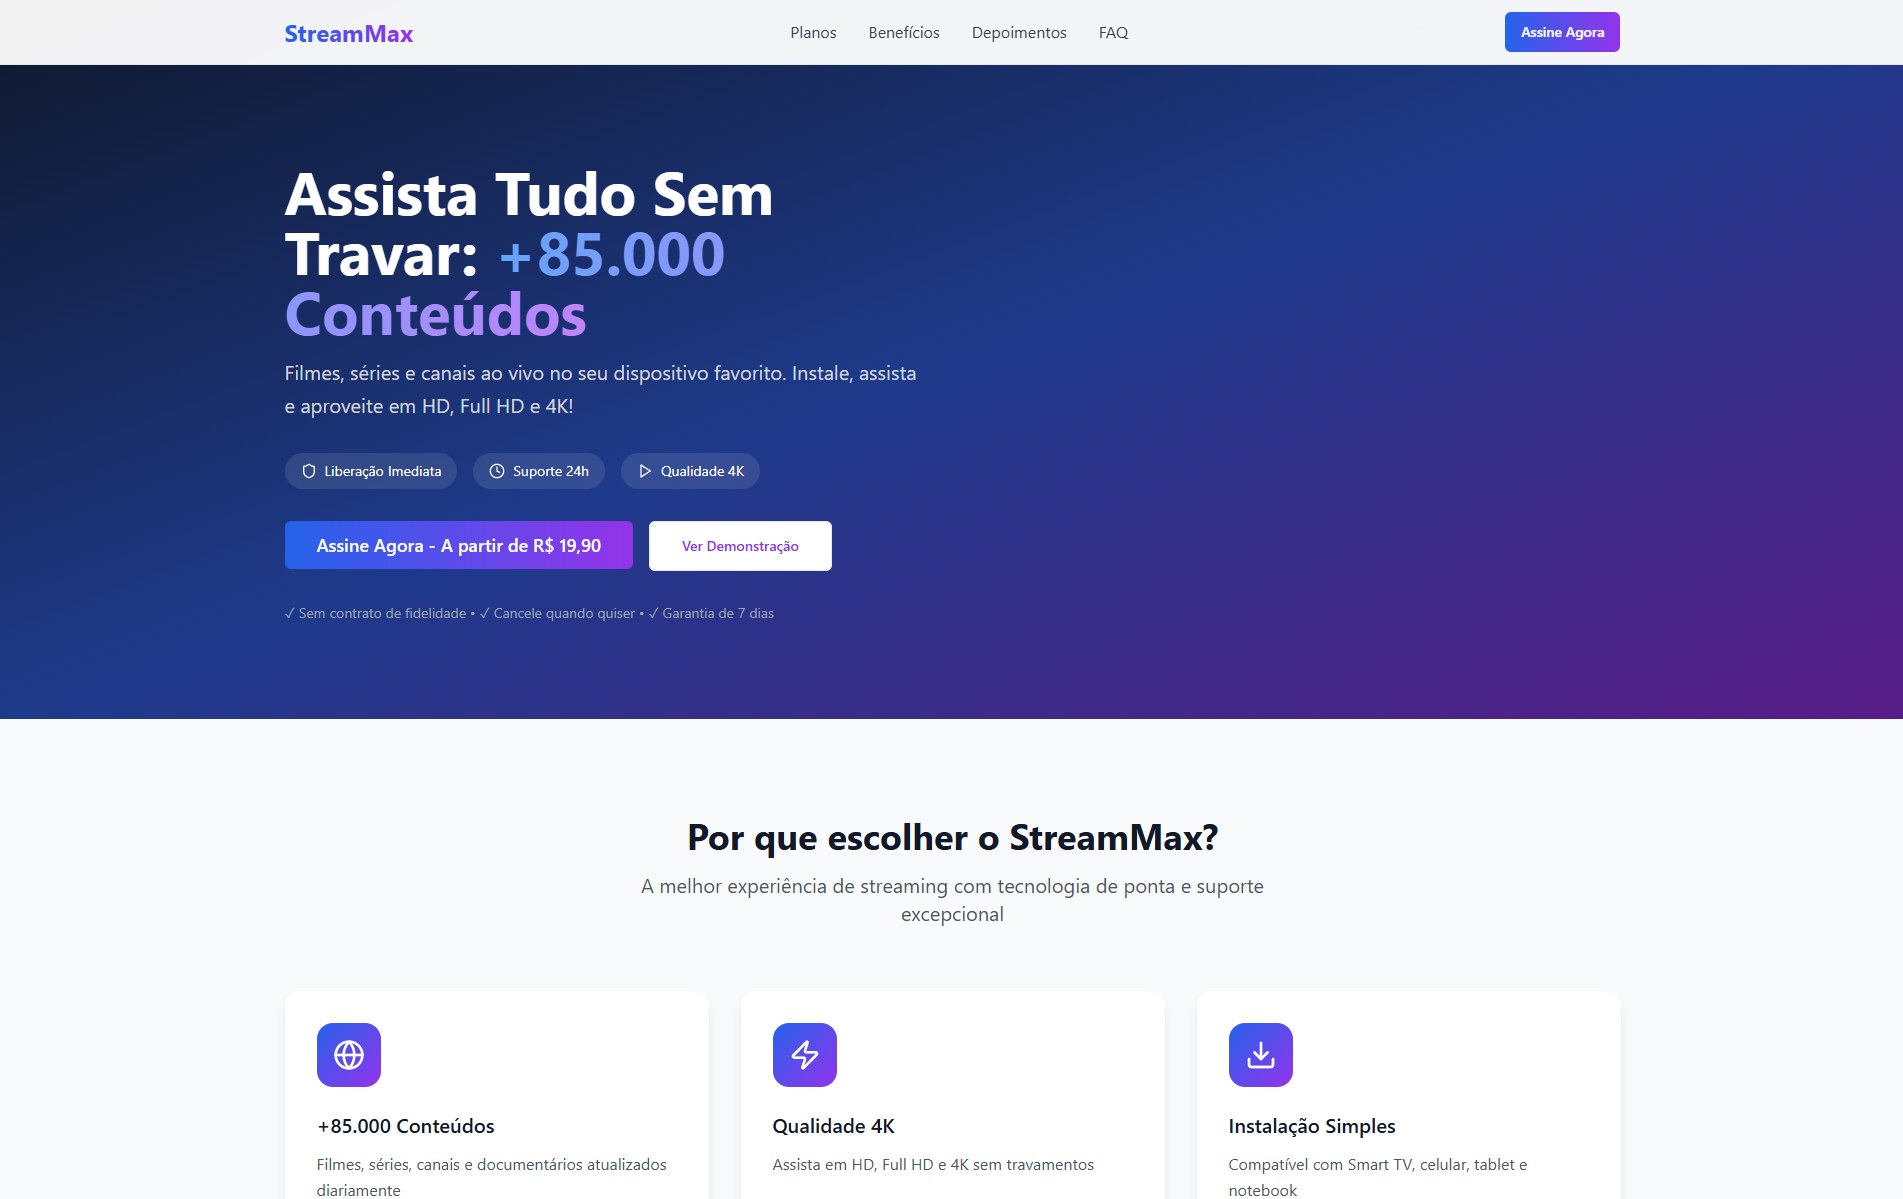 StreamMax
Planos
Benefícios
Depoimentos
FAQ
Assine Agora
Assista Tudo Sem
Travar: +85.000
Conteúdos
Filmes, séries e canais ao vivo no seu dispositivo favorito. Instale, assista
e aproveite em HD, Full HD e 4K!
Liberação Imediata
Suporte 24h
Qualidade 4K
Assine Agora - A partir de R$ 19,90
Ver Demonstração
✓ Sem contrato de fidelidade • ✓ Cancele quando quiser • ✓ Garantia de 7 dias
Por que escolher o StreamMax?
A melhor experiência de streaming com tecnologia de ponta e suporte
excepcional
+85.000 Conteúdos
Filmes, séries, canais e documentários atualizados
diariamente
Qualidade 4K
Assista em HD, Full HD e 4K sem travamentos
Instalação Simples
Compatível com Smart TV, celular, tablet e
notebook